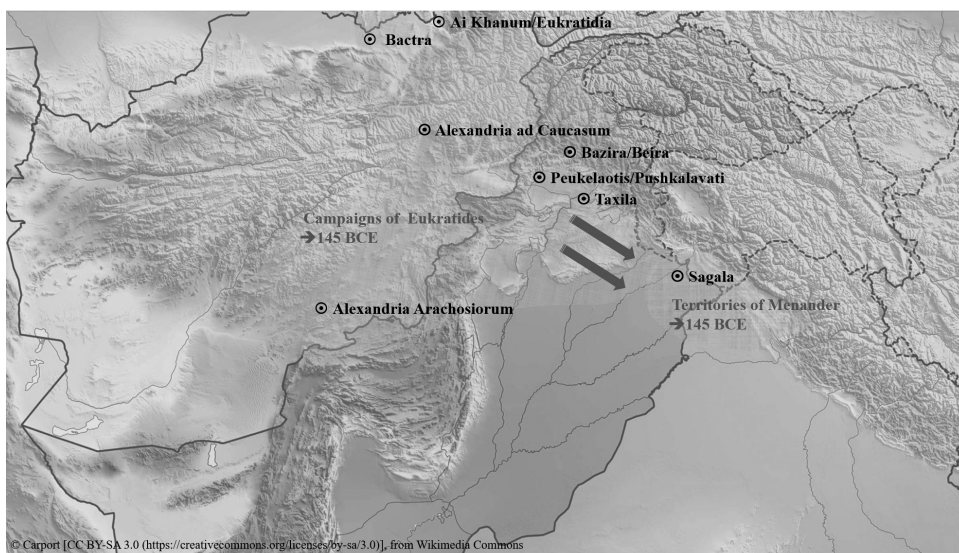 Ai Khanum/Eukratidia
Bactra
Alexandria ad Caucasum
Bazira/Beira
Peukelaotis/Pushkalavati
Taxila
Campaigns of Eukratides
➔145 BCE
Sagala
Territories of Menander
➔145 BCE
Alexandria Arachosiorum
© Carport [CC BY-SA 3.0 (https://creativecommons.org/licenses/by-sa/3.0)], from Wikimedia Commons